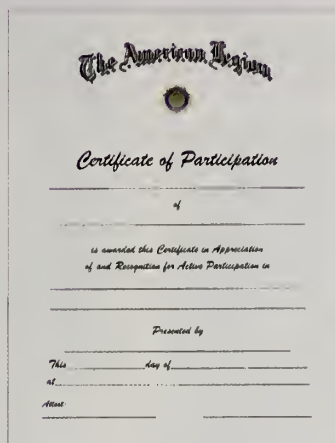 The American Legion
Certificate of Participation
of
is awarded this Certificate in Appreciation
of and Recognition for Active Participation in
Presented by
This day of
at
Attest: